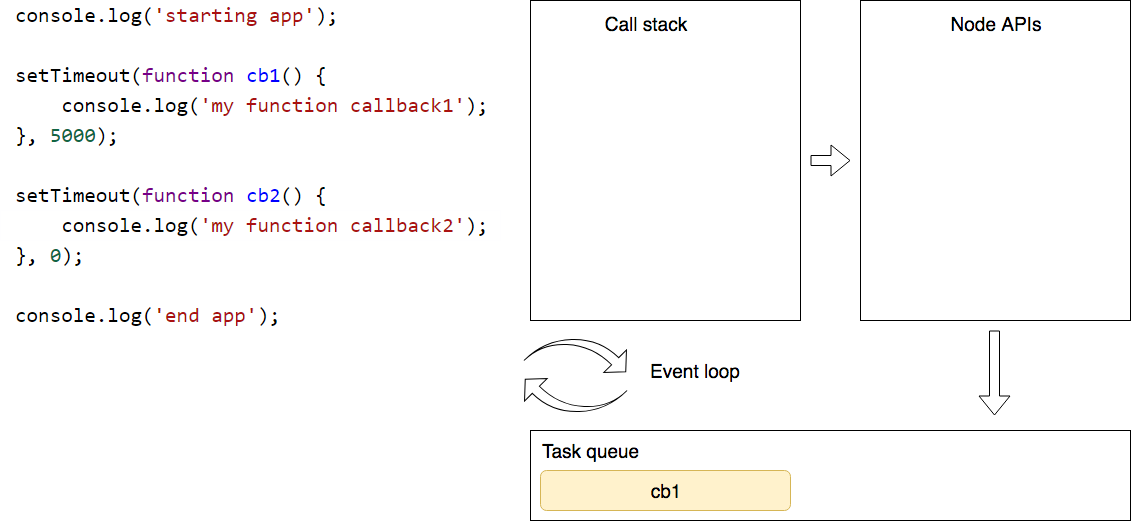 console.log('starting app');
setTimeout(function cb1() {
    console.log('my function callback1');
}, 5000);
setTimeout(function cb2() {
    console.log('my function callback2');
}, 0);
console.log('end app');
Call stack
Node APIs
Event loop
Task queue
cb1